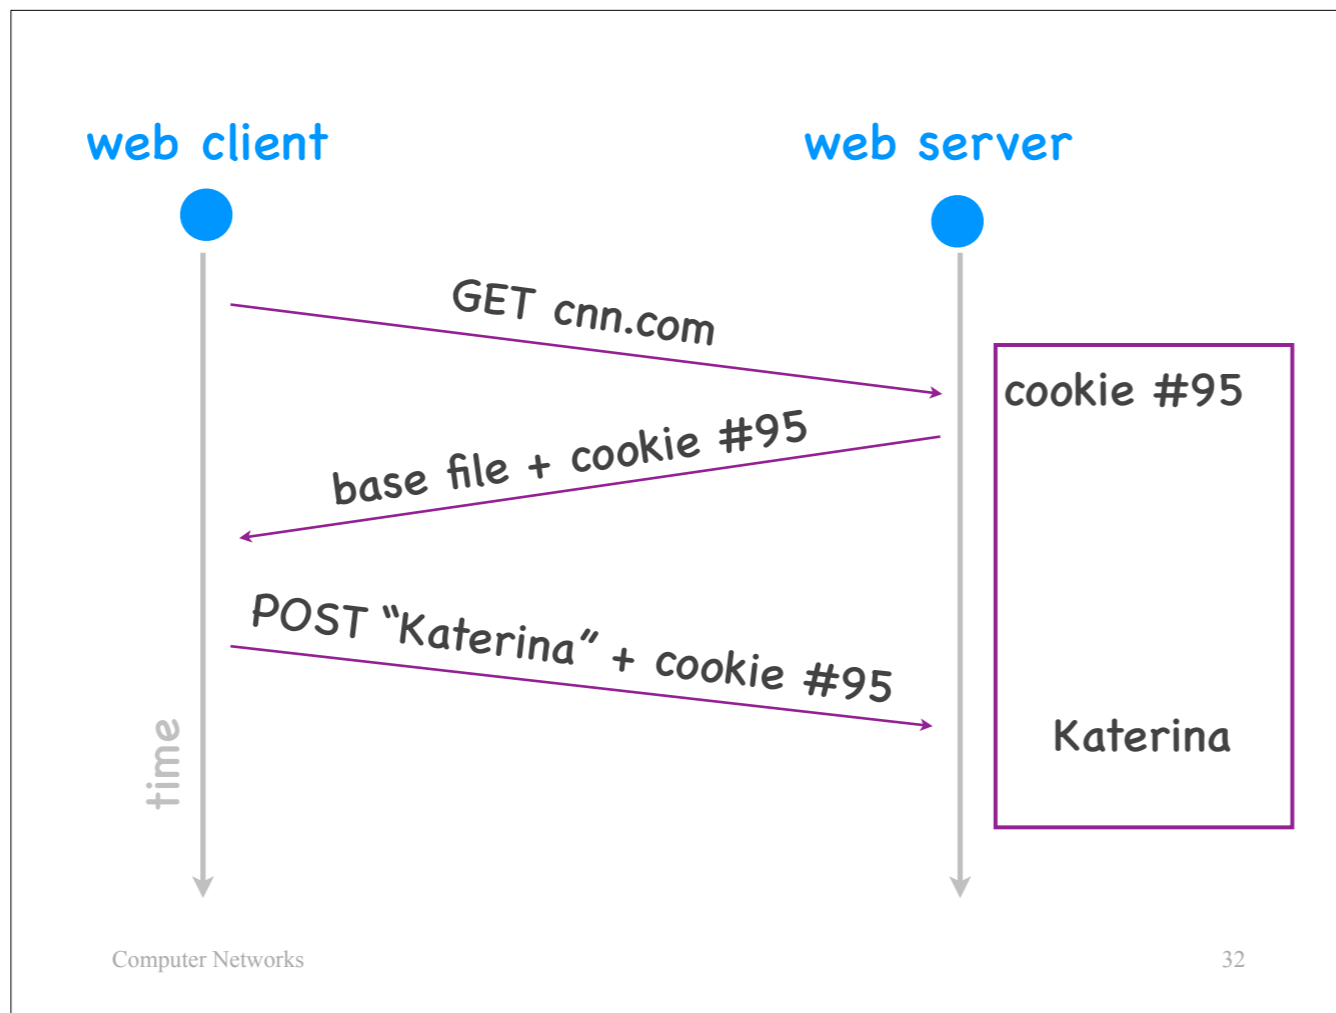 web client
web server
GET cnn.com
cookie #95
base file + cookie #95
POST “Katerina” + cookie #95
Katerina
time
Computer Networks
32